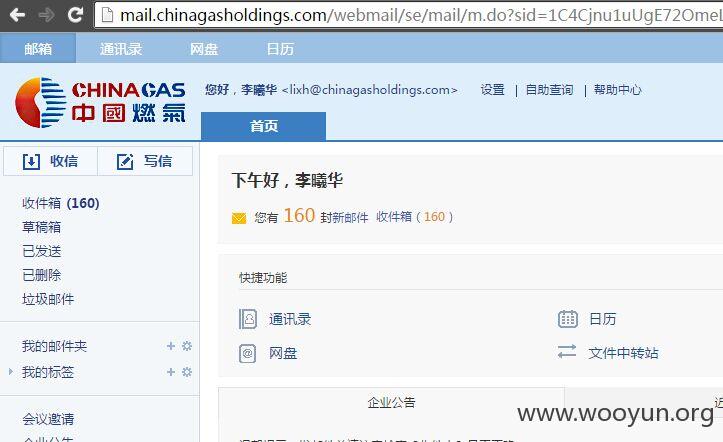 mail.chinagasholdings.com/webmail/se/mail/m.do?sid=1C4Cjnu1uUgE72Ome
邮箱 通讯录 网盘 日历
CHINAGAS
中國燃氣
您好，李曦华 <lixh@chinagasholdings.com> 设置 | 自助查询 | 帮助中心
首页
收信 写信
下午好，李曦华
您有 160 封新邮件 收件箱（160）
收件箱 (160)
草稿箱
已发送
已删除
垃圾邮件
快捷功能
通讯录 日历
网盘 文件中转站
我的邮件夹
我的标签
企业公告
会议邀请
www.wooyun.org